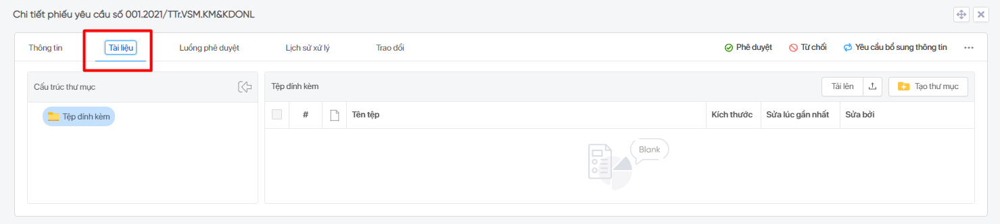 Chi tiết phiếu yêu cầu số 001.2021/TTr.VSM.KM&KDONL
Thông tin
Tài liệu
Luồng phê duyệt
Lịch sử xử lý
Trao đổi
Phê duyệt
Từ chối
Yêu cầu bổ sung thông tin
Cấu trúc thư mục
Tệp đính kèm
Tệp đính kèm
Tải lên
Tạo thư mục
#
Tên tệp
Kích thước
Sửa lúc gần nhất
Sửa bởi
Blank